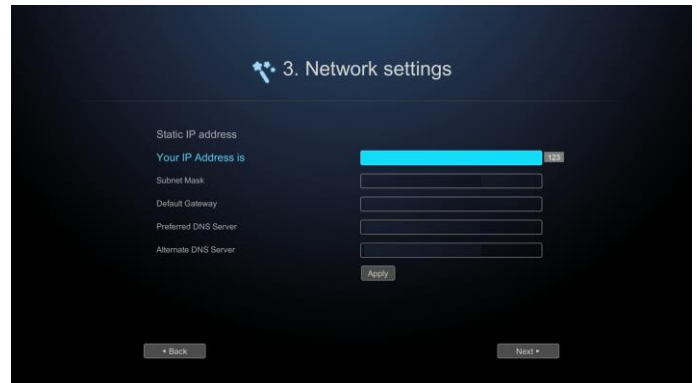 3. Network settings
Static IP address
Your IP Address is
123
Subnet Mask
Default Gateway
Preferred DNS Server
Alternate DNS Server
Apply
Back
Next